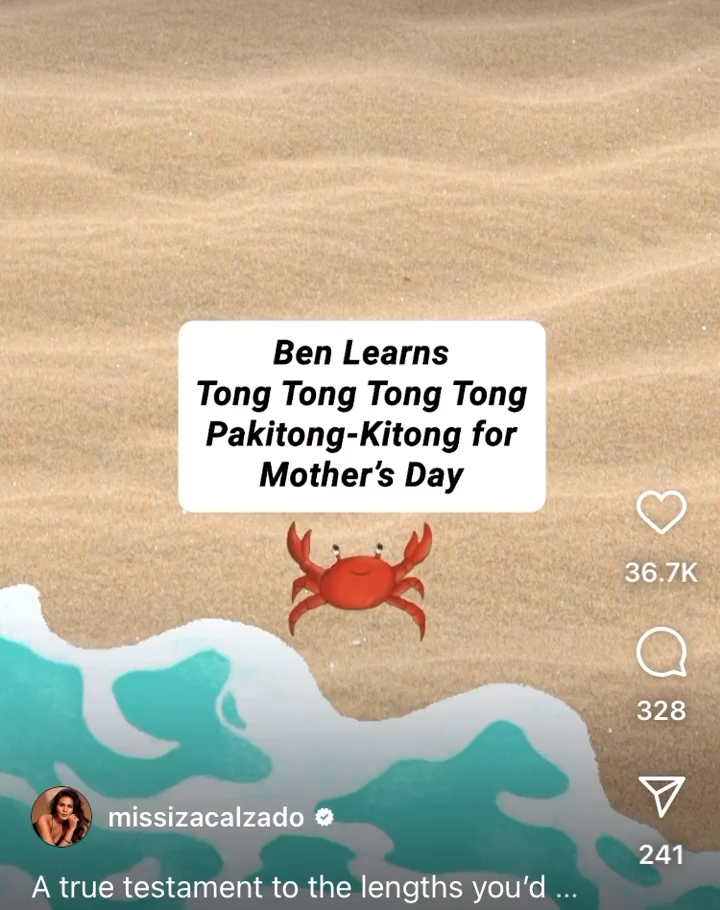 Ben Learns
Tong Tong Tong Tong
Pakitong-Kitong for
Mother's Day
36.7K
328
missizacalzado
241
A true testament to the lengths you'd ...